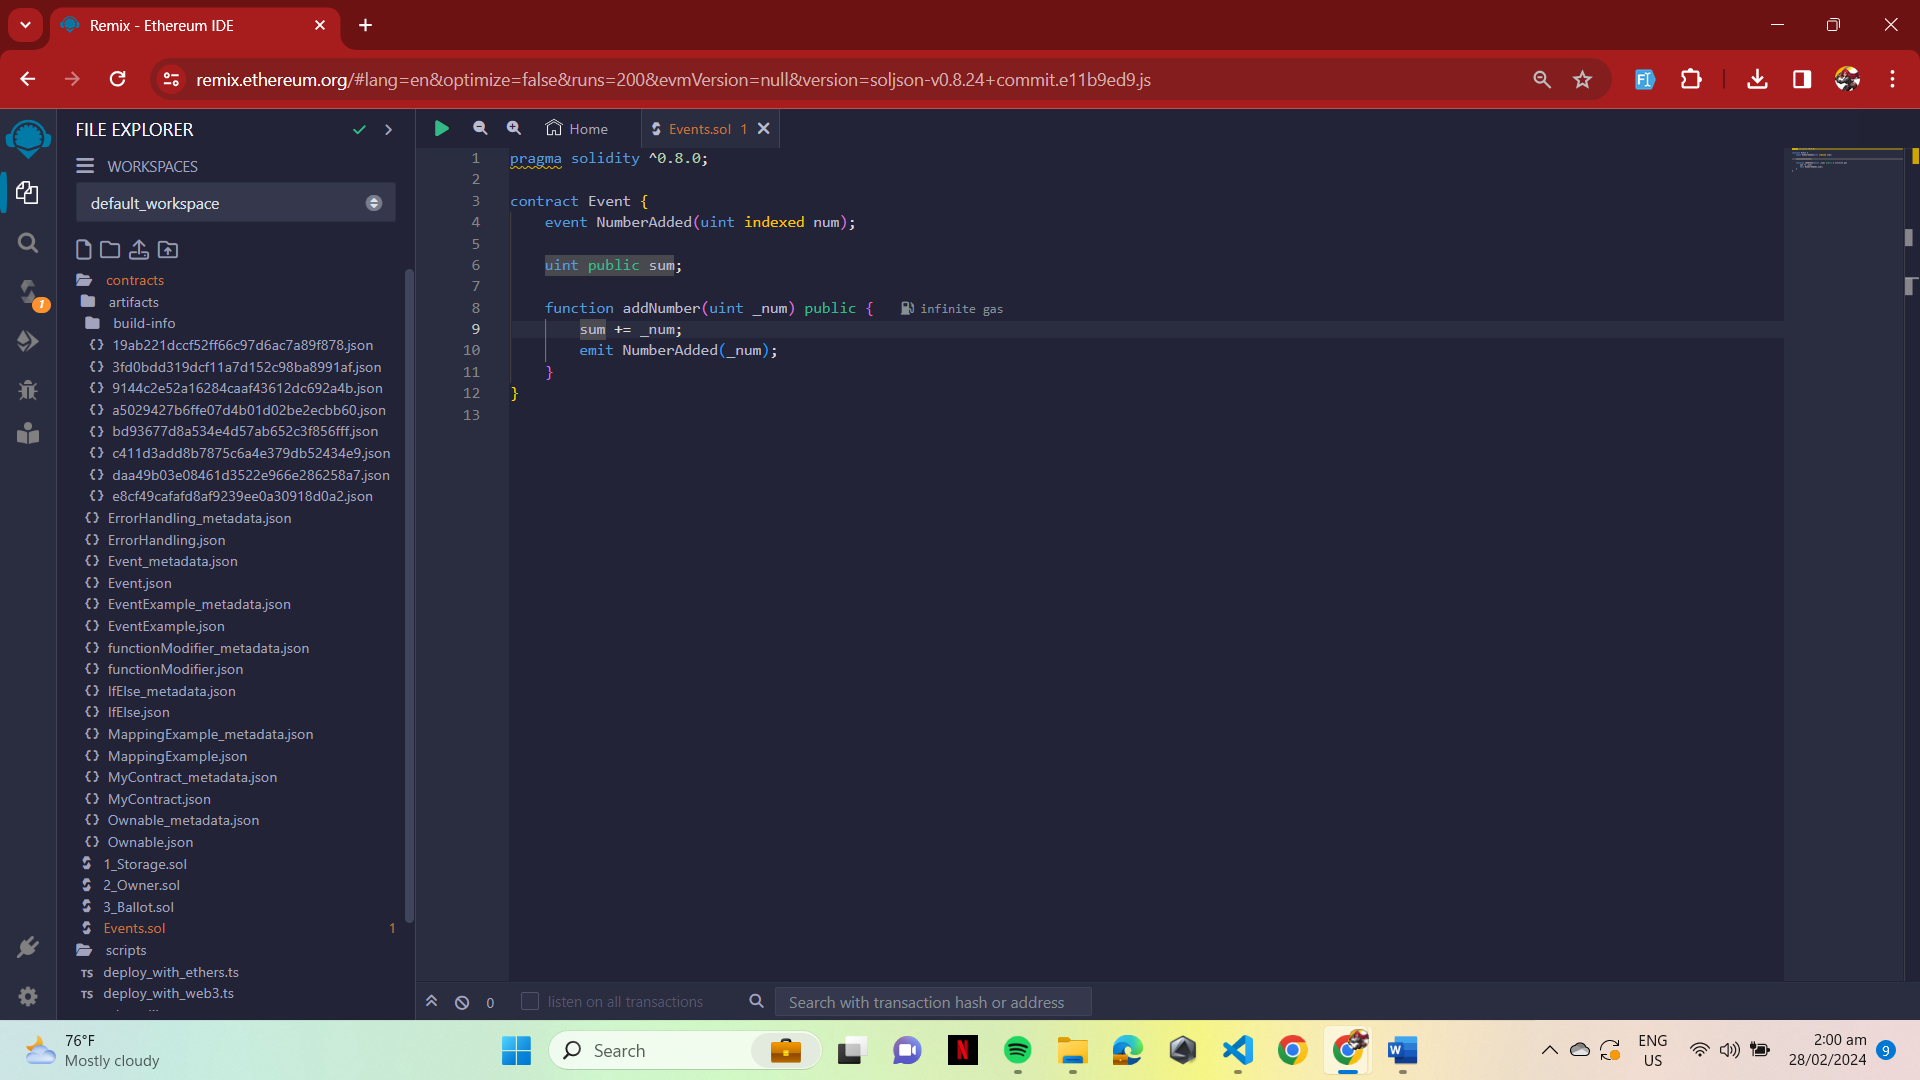 Remix - Ethereum IDE
remix.ethereum.org/#lang=en&optimize=false&runs=200&evmVersion=null&version=soljson-v0.8.24+commit.e11b9ed9.js
FILE EXPLORER
WORKSPACES
default_workspace
contracts
artifacts
build-info
19ab221dccf52ff66c97d6ac7a89f878.json
3fd0bdd319dcf11a7d152c98ba8991af.json
9144c2e52a16284caaf43612dc692a4b.json
a5029427b6ffe07d4b01d02be2ecbb60.json
bd93677d8a534e4d57ab652c3f856fff.json
c411d3add8b7875c6a4e379db52434e9.json
daa49b03e08461d3522e966e286258a7.json
e8cf49cafafd8af9239ee0a30918d0a2.json
ErrorHandling_metadata.json
ErrorHandling.json
Event_metadata.json
Event.json
EventExample_metadata.json
EventExample.json
functionModifier_metadata.json
functionModifier.json
IfElse_metadata.json
IfElse.json
MappingExample_metadata.json
MappingExample.json
MyContract_metadata.json
MyContract.json
Ownable_metadata.json
Ownable.json
1_Storage.sol
2_Owner.sol
3_Ballot.sol
Events.sol 1
scripts
TS deploy_with_ethers.ts
TS deploy_with_web3.ts
1
Home
Events.sol 1
1 pragma solidity ^0.8.0;
2
3 contract Event {
4 event NumberAdded(uint indexed num);
5
6 uint public sum;
7
8 function addNumber(uint _num) public { infinite gas
9 sum += _num;
10 emit NumberAdded(_num);
11 }
12 }
13
0 listen on all transactions Search with transaction hash or address
76°F
Mostly cloudy
Search
ENG
US
2:00 am
28/02/2024
9